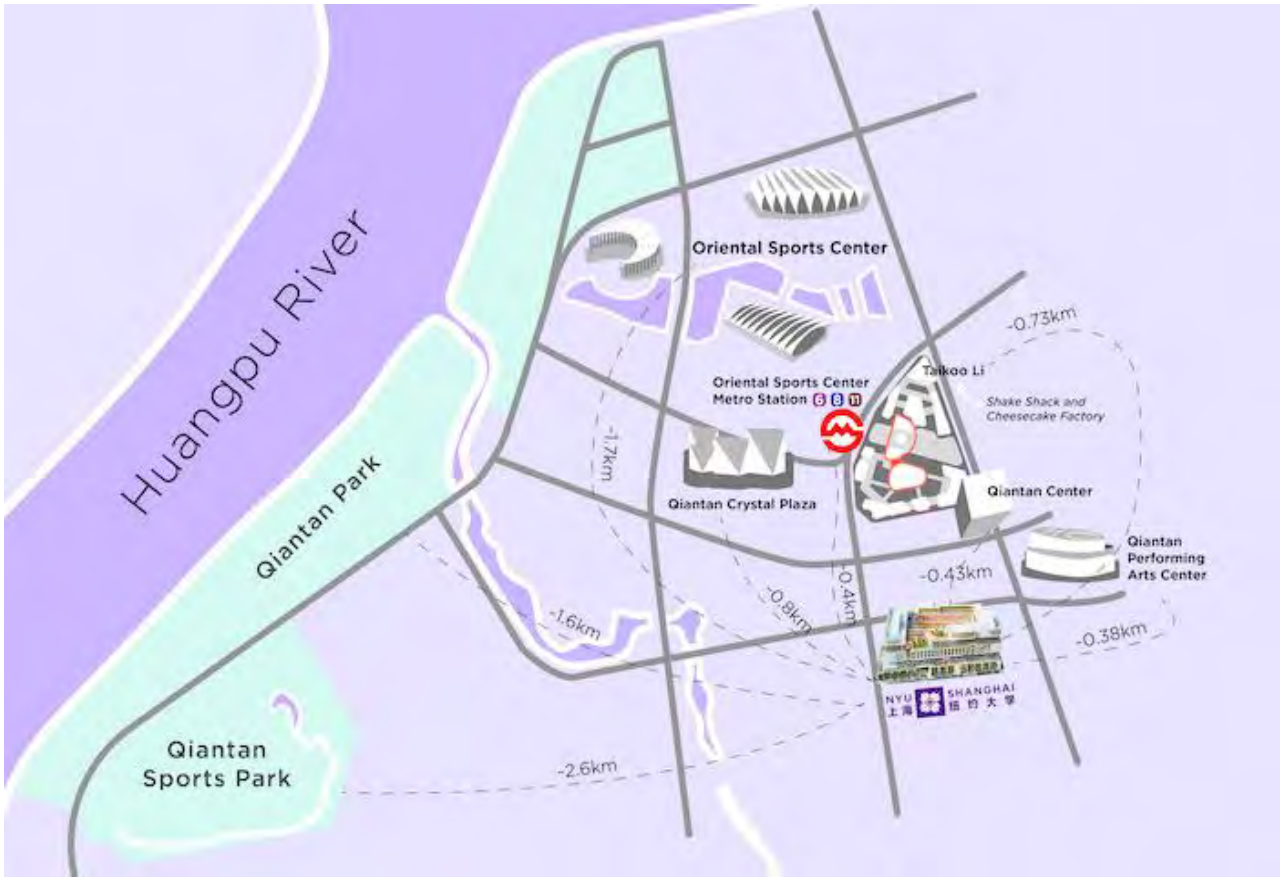 Huangpu River
Oriental Sports Center
-0.73km
Taikoo Li
Oriental Sports Center
Metro Station 6 8 11
Shake Shack and
Cheesecake Factory
-1.7km
Qiantan Park
Qiantan Crystal Plaza
Qiantan Center
Qiantan
Performing
Arts Center
-0.43km
-0.4km
-0.8km
-1.6km
-0.38km
NYU SHANGHAI
上海 纽约大学
Qiantan
Sports Park
-2.6km